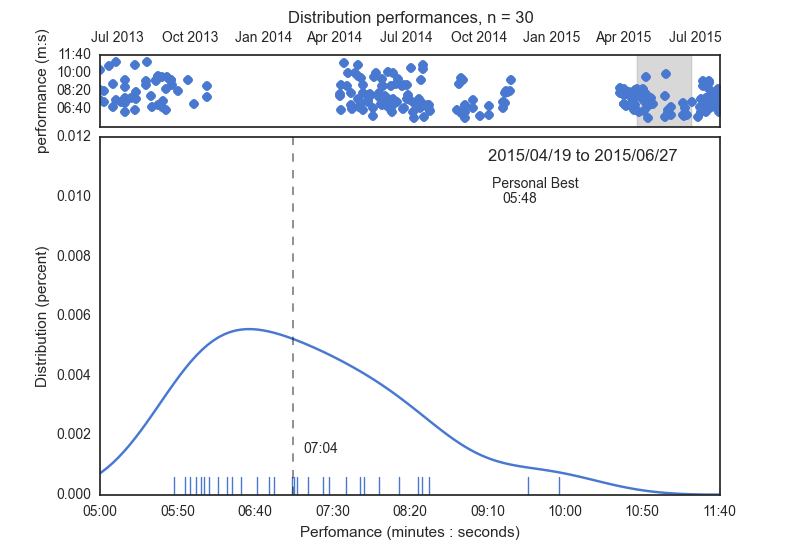 Distribution performances, n = 30
Jul 2013 Oct 2013 Jan 2014 Apr 2014 Jul 2014 Oct 2014 Jan 2015 Apr 2015 Jul 2015
performance (m:s)
11:40
10:00
08:20
06:40
Distribution (percent)
0.012
0.010
0.008
0.006
0.004
0.002
0.000
2015/04/19 to 2015/06/27
Personal Best
05:48
07:04
05:00 05:50 06:40 07:30 08:20 09:10 10:00 10:50 11:40
Perfomance (minutes : seconds)